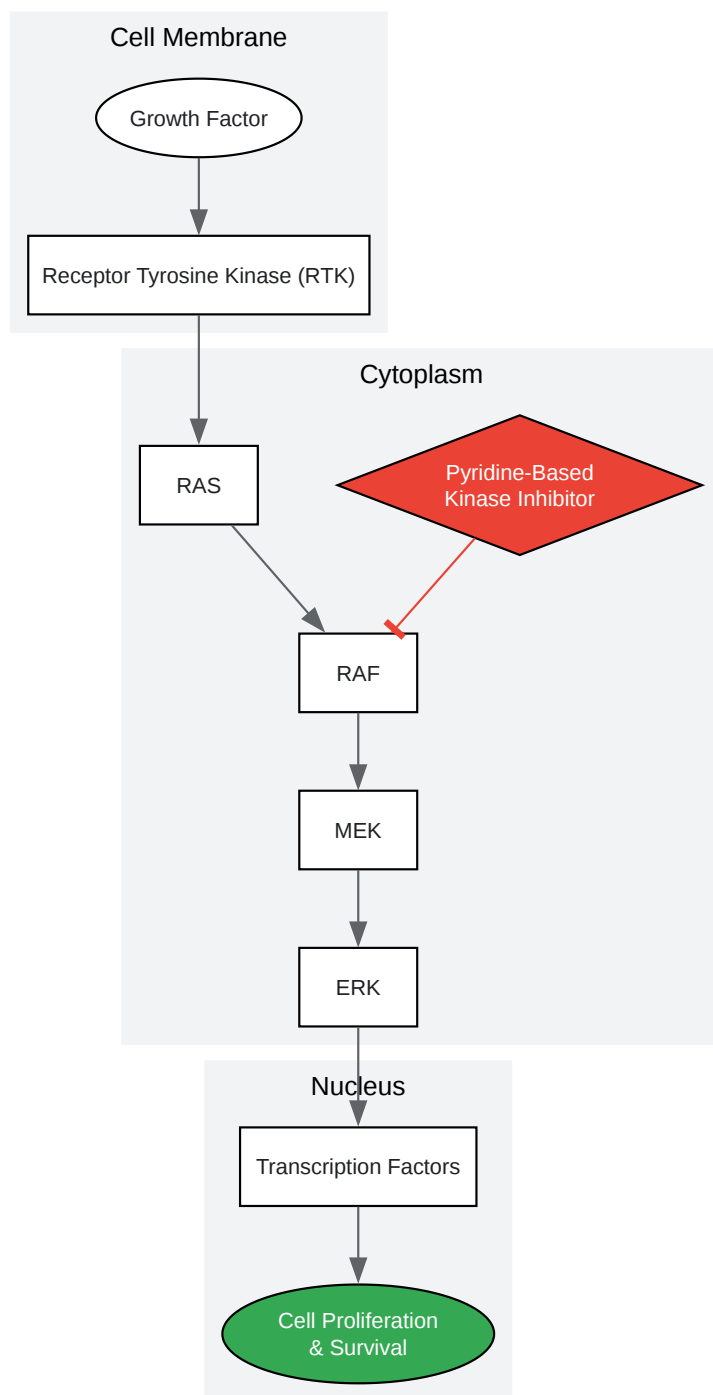 Cell Membrane
Growth Factor
Receptor Tyrosine Kinase (RTK)
Cytoplasm
RAS
Pyridine-Based
Kinase Inhibitor
RAF
MEK
ERK
Nucleus
Transcription Factors
Cell Proliferation
& Survival